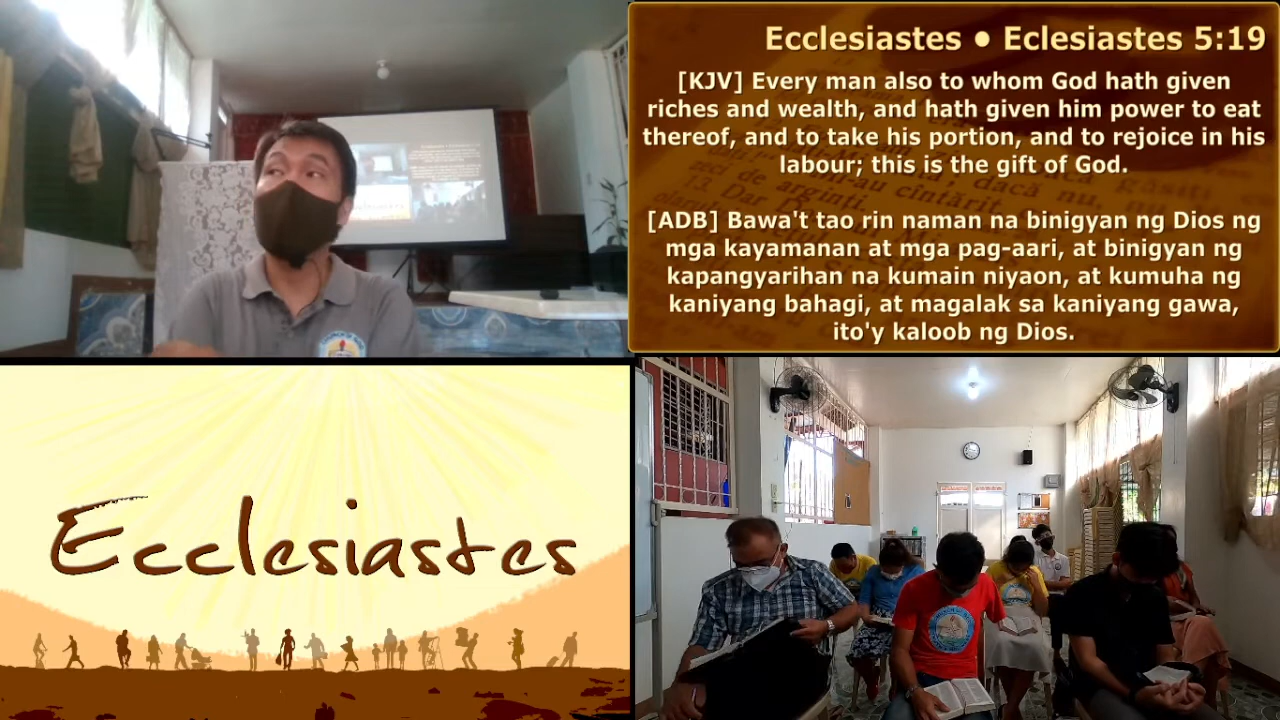 Ecclesiastes • Eclesiastes 5:19
[KJV] Every man also to whom God hath given
riches and wealth, and hath given him power to eat
thereof, and to take his portion, and to rejoice in his
labour; this is the gift of God.
[ADB] Bawa't tao rin naman na binigyan ng Dios ng
mga kayamanan at mga pag-aari, at binigyan ng
kapangyarihan na kumain niyaon, at kumuha ng
kaniyang bahagi, at magalak sa kaniyang gawa,
ito'y kaloob ng Dios.
Ecclesiastes